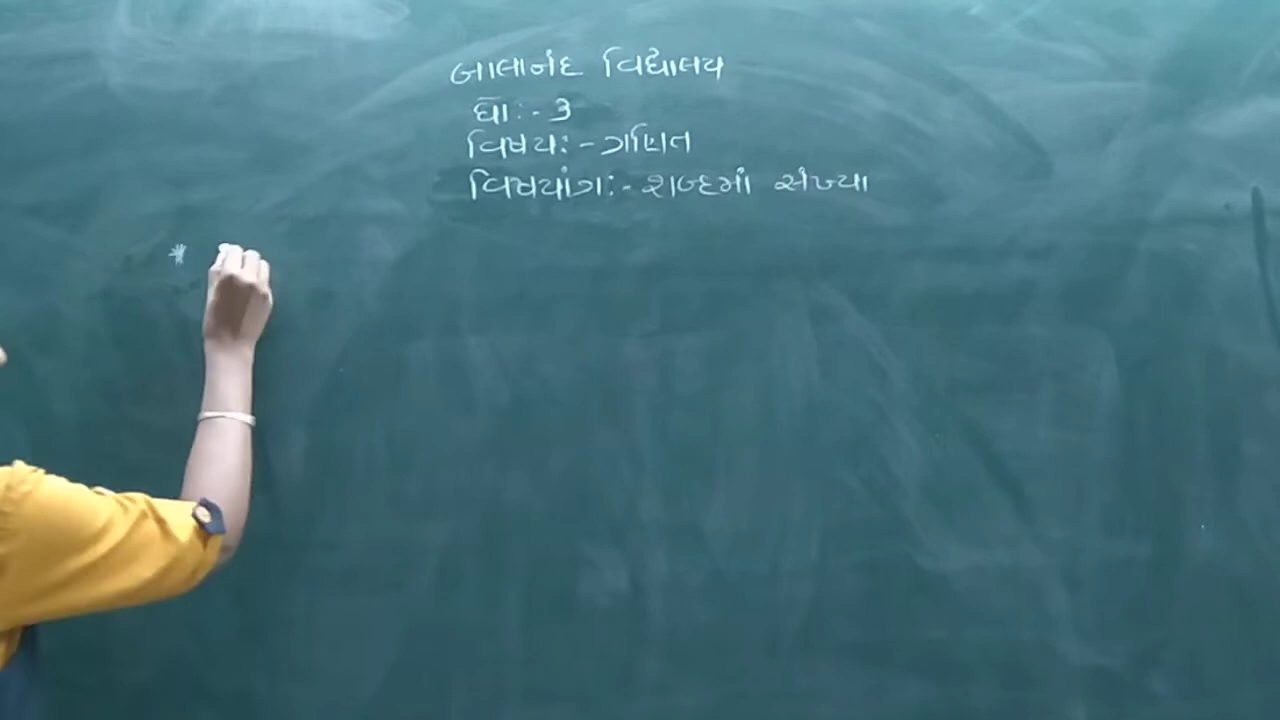 બાલાનંદ વિદ્યાલય
ધો:- 3
વિષય:- ગણિત
વિષયાંગ:- શબ્દમાં સંખ્યા
*